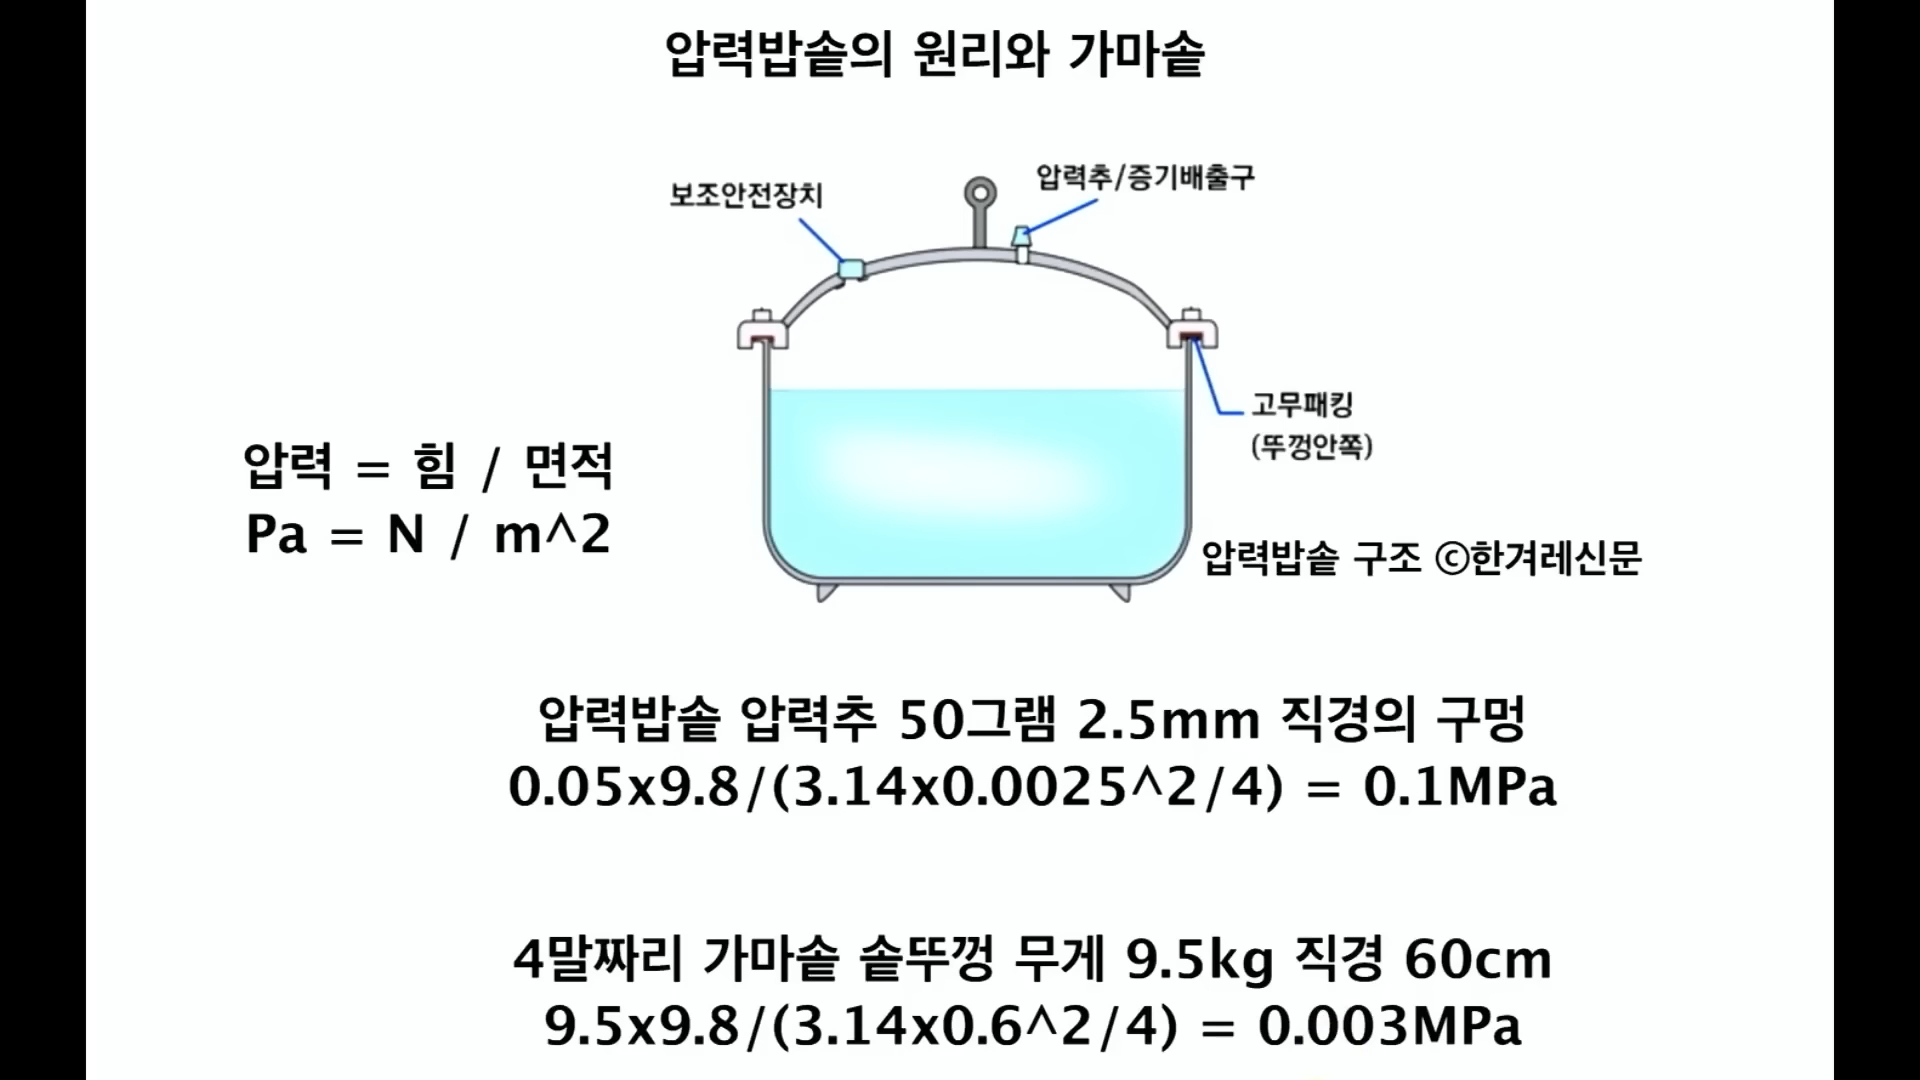 압력밥솥의 원리와 가마솥
보조안전장치
압력추/증기배출구
고무패킹
(뚜껑안쪽)
압력 = 힘 / 면적
Pa = N / m^2
압력밥솥 구조 ©한겨레신문
압력밥솥 압력추 50그램 2.5mm 직경의 구멍
0.05x9.8/(3.14x0.0025^2/4) = 0.1MPa
4말짜리 가마솥 솥뚜껑 무게 9.5kg 직경 60cm
9.5x9.8/(3.14x0.6^2/4) = 0.003MPa